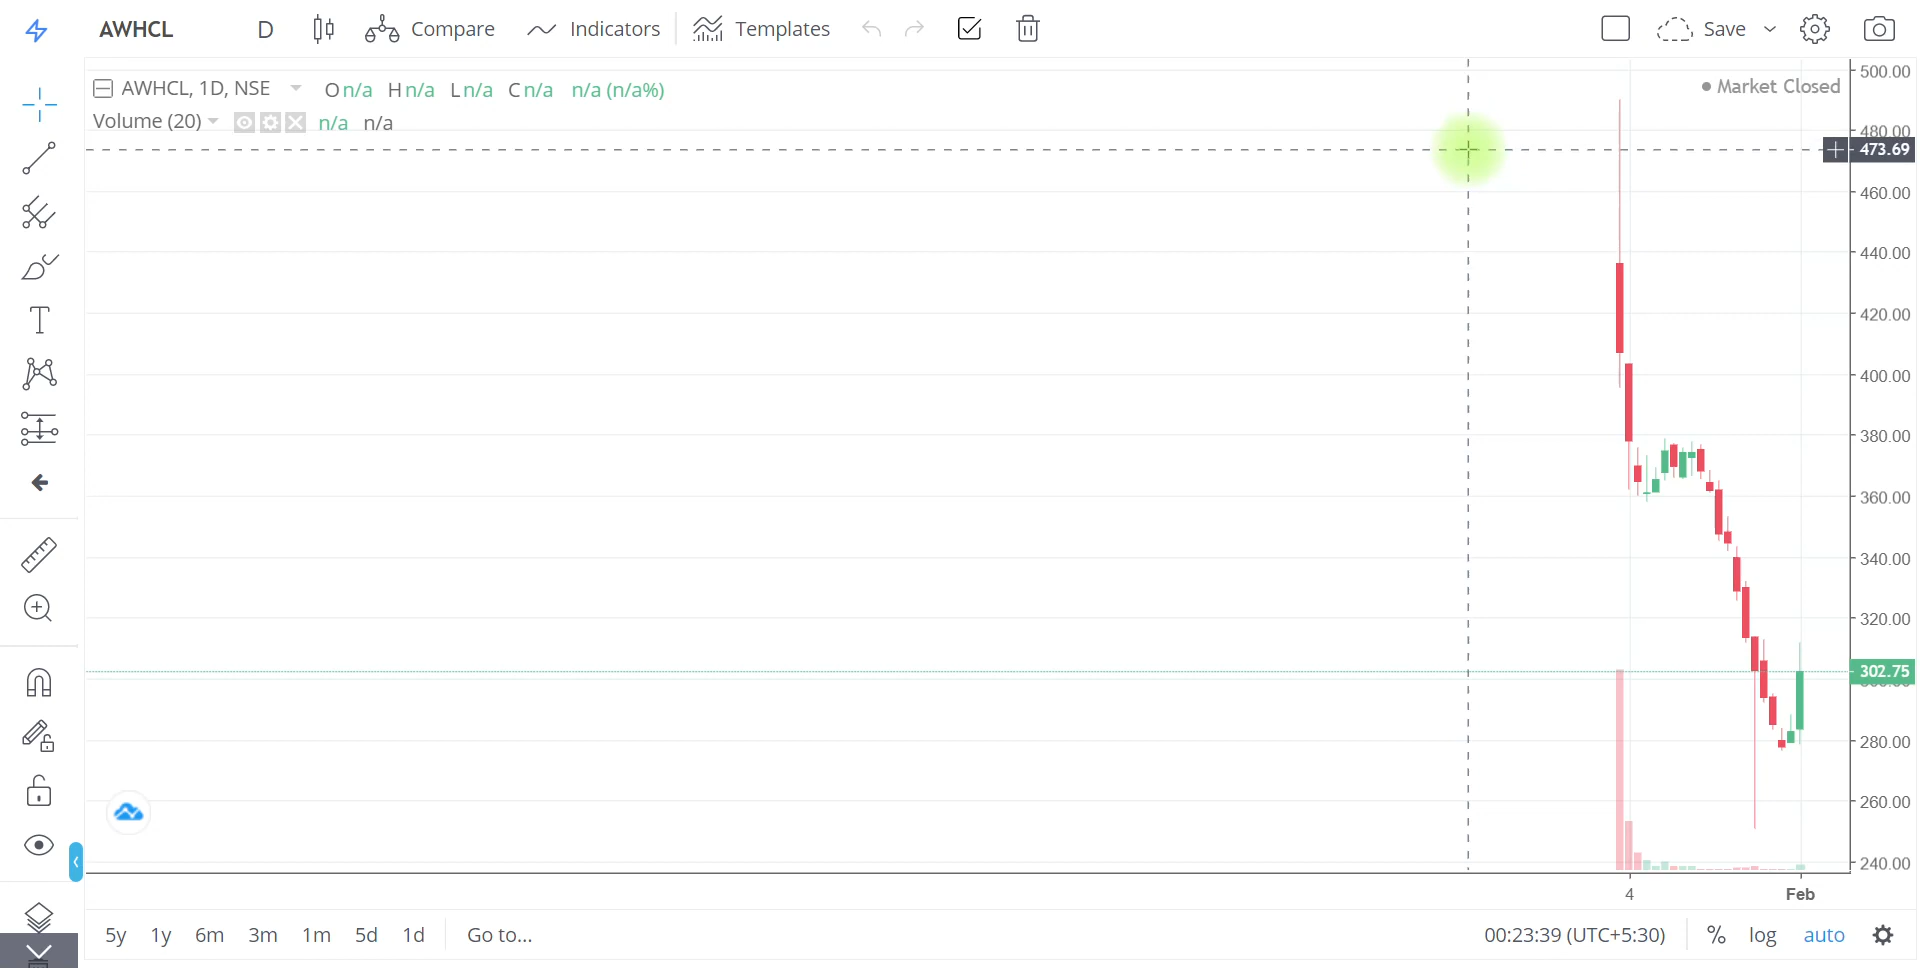 AWHCL D Compare Indicators Templates Save
AWHCL, 1D, NSE O n/a H n/a L n/a C n/a n/a (n/a%)
Market Closed
Volume (20) n/a n/a
500.00
480.00
473.69
460.00
440.00
420.00
400.00
380.00
360.00
340.00
320.00
302.75
280.00
260.00
240.00
4 Feb
5y 1y 6m 3m 1m 5d 1d Go to... 00:23:39 (UTC+5:30) % log auto